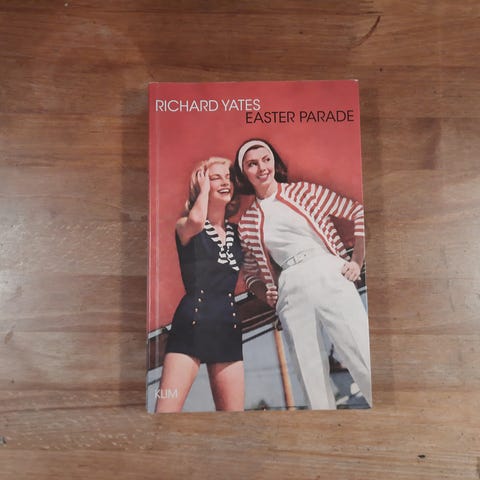 RICHARD YATES
EASTER PARADE
KLIM